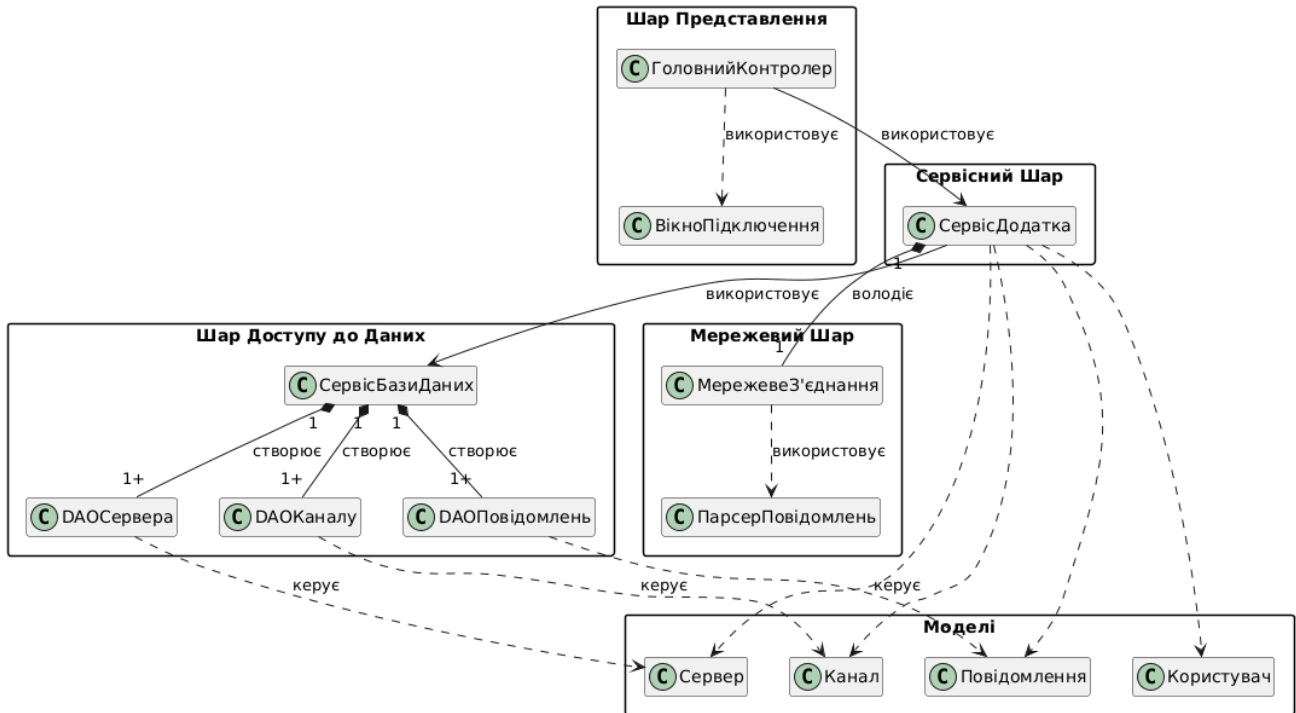 Шар Представлення
C ГоловнийКонтролер
використовує
використовує
Сервісний Шар
C ВікноПідключення
C СервісДодатка
1
використовує
володіє
Шар Доступу до Даних
Мережевий Шар
1
C СервісБазиДаних
C МережевеЗ'єднання
1
1
1
створює
створює
створює
використовує
1+
1+
1+
C DAOСервера
C DAOКаналу
C DAOПовідомлень
C ПарсерПовідомлень
керує
керує
керує
Моделі
C Сервер
C Канал
C Повідомлення
C Користувач